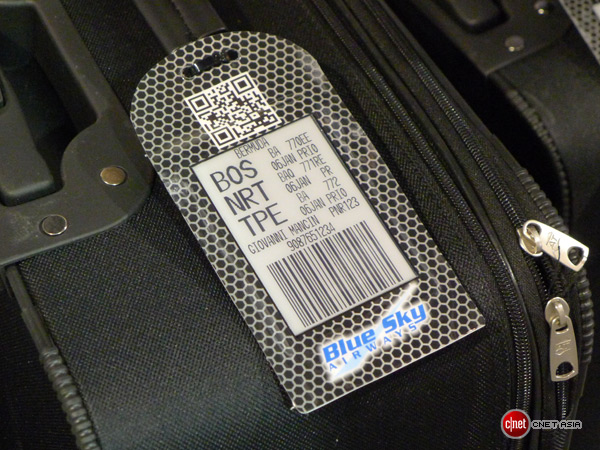 BERMUDA
BOS BA 770EE
06JAN PRIO
NRT BAQ 771RE
06JAN PR
TPE BA 772
06JAN PRIO
GIOVANNI MANCIN PNR123
9087651234
Blue Sky
AIRWAYS
c|net CNET ASIA